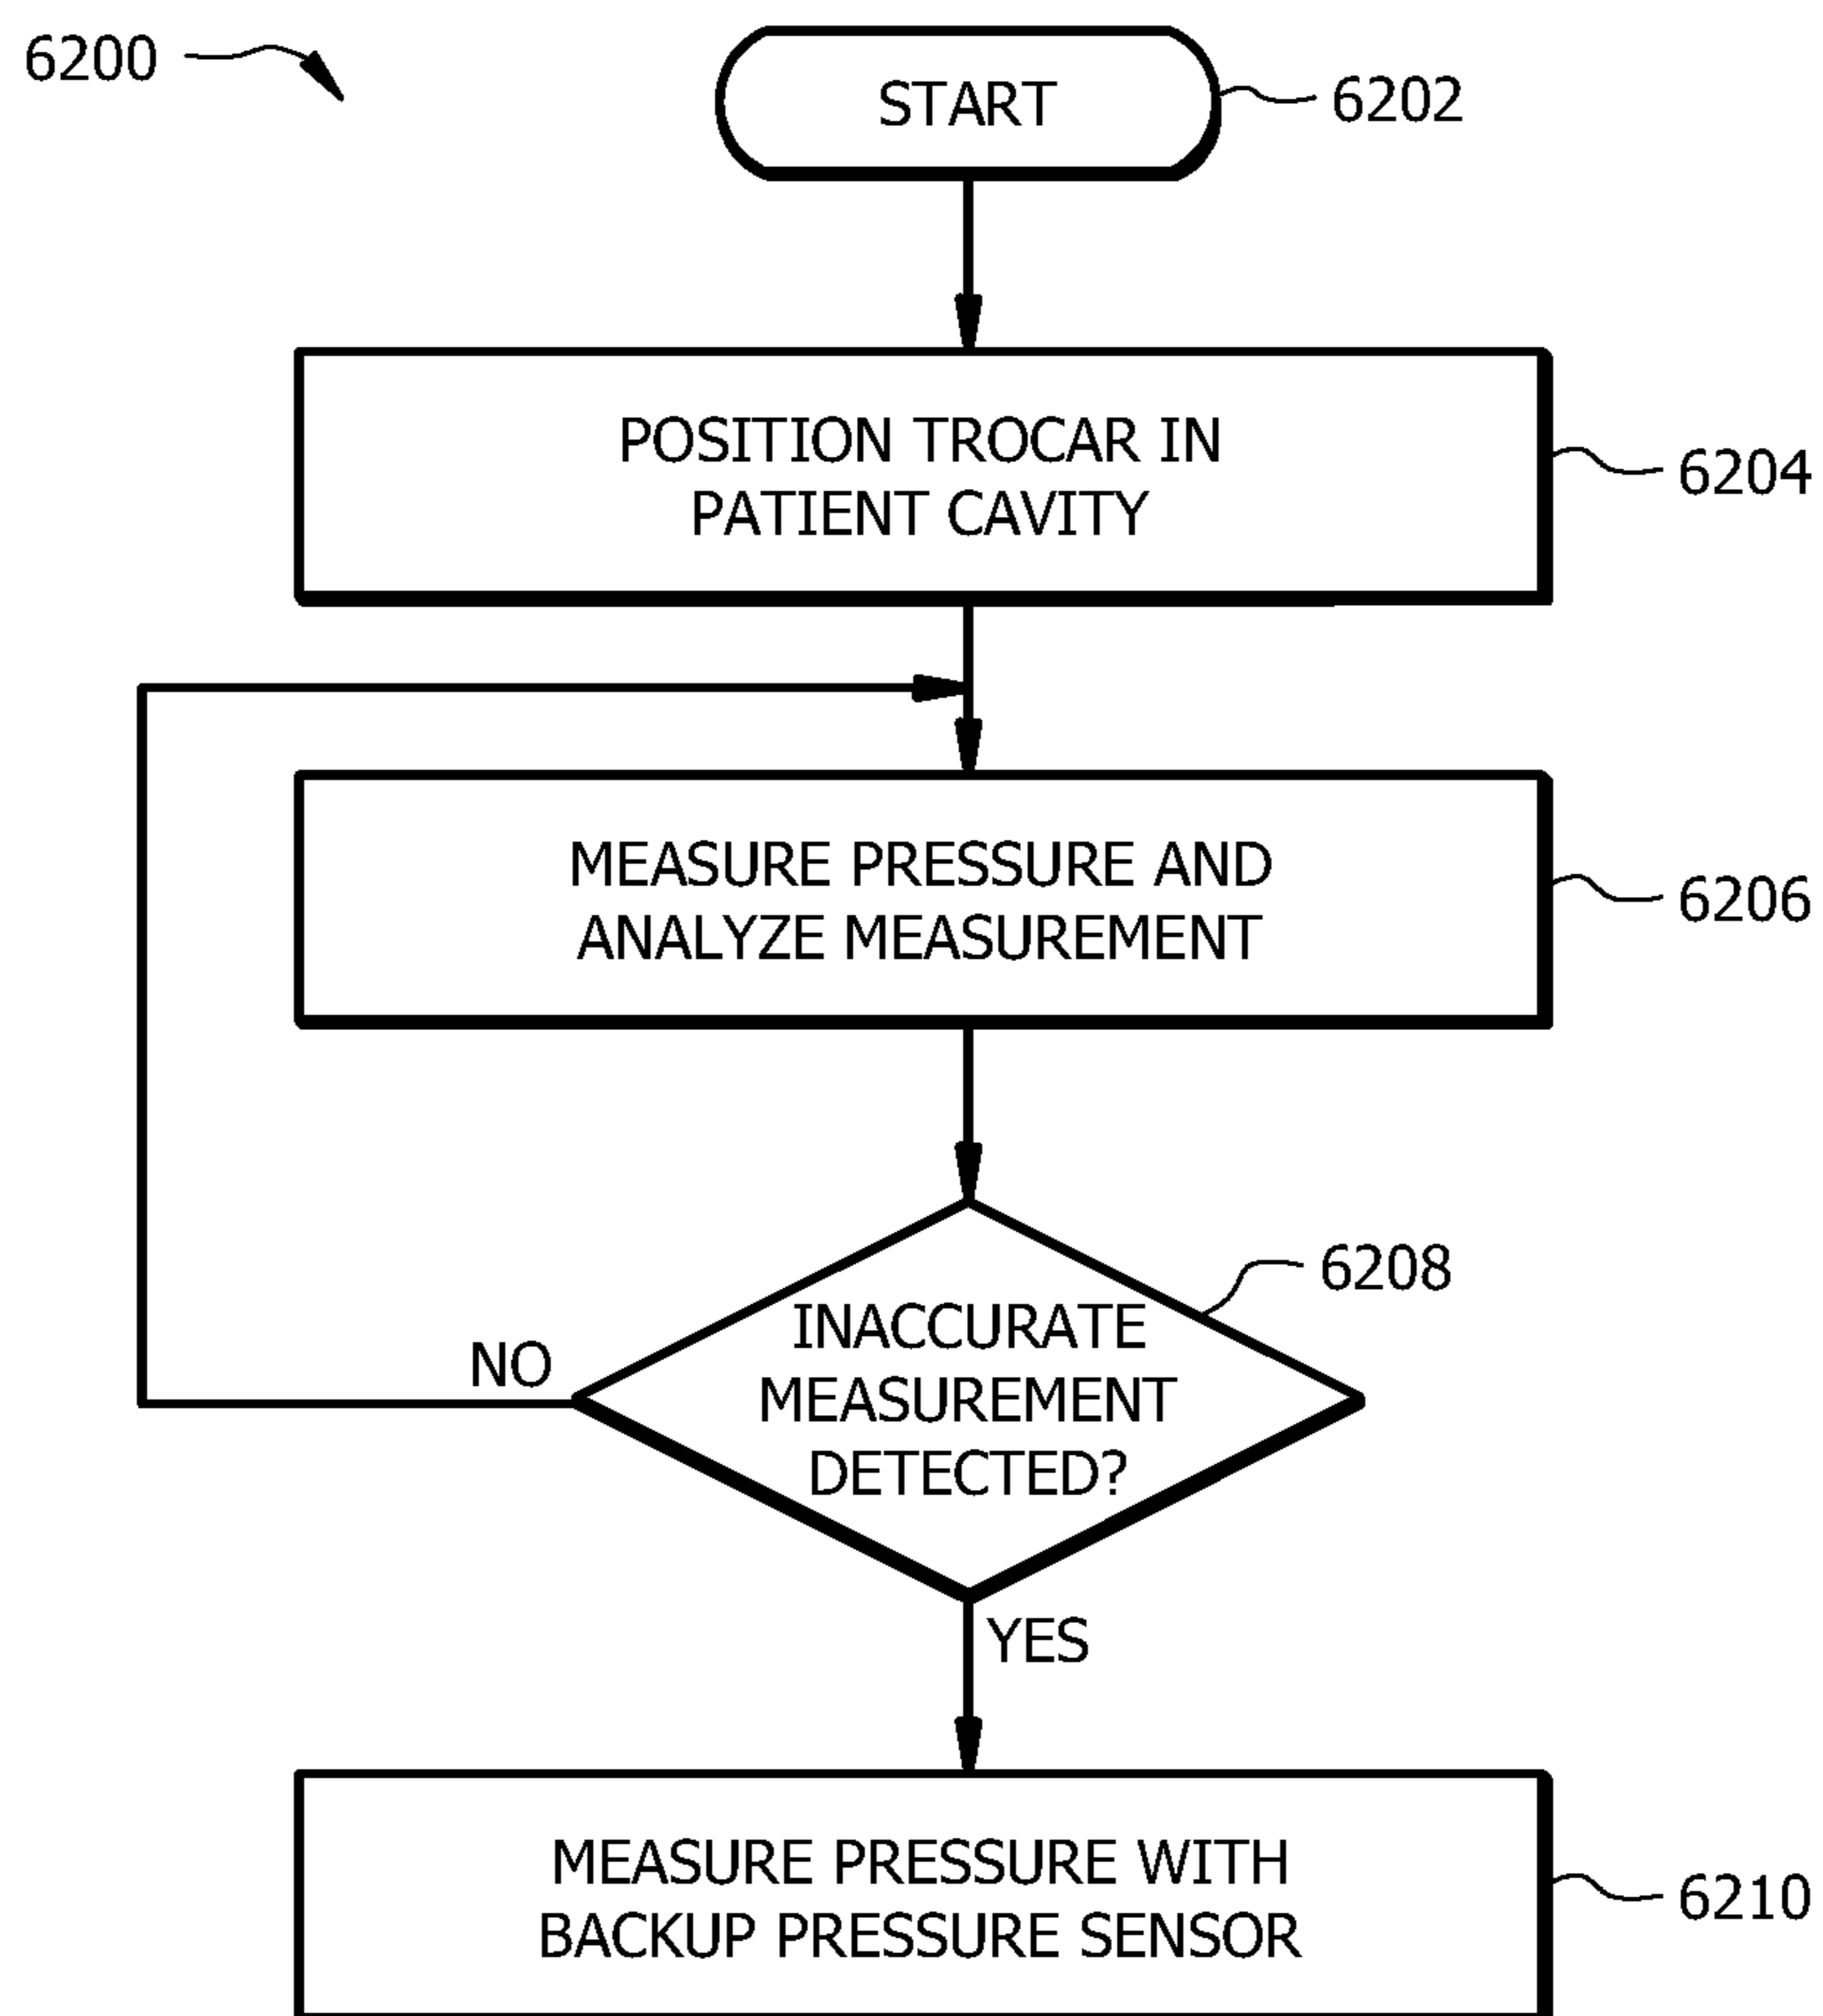 6200
START
6202
POSITION TROCAR IN
PATIENT CAVITY
6204
MEASURE PRESSURE AND
ANALYZE MEASUREMENT
6206
6208
INACCURATE
MEASUREMENT
DETECTED?
NO
YES
MEASURE PRESSURE WITH
BACKUP PRESSURE SENSOR
6210